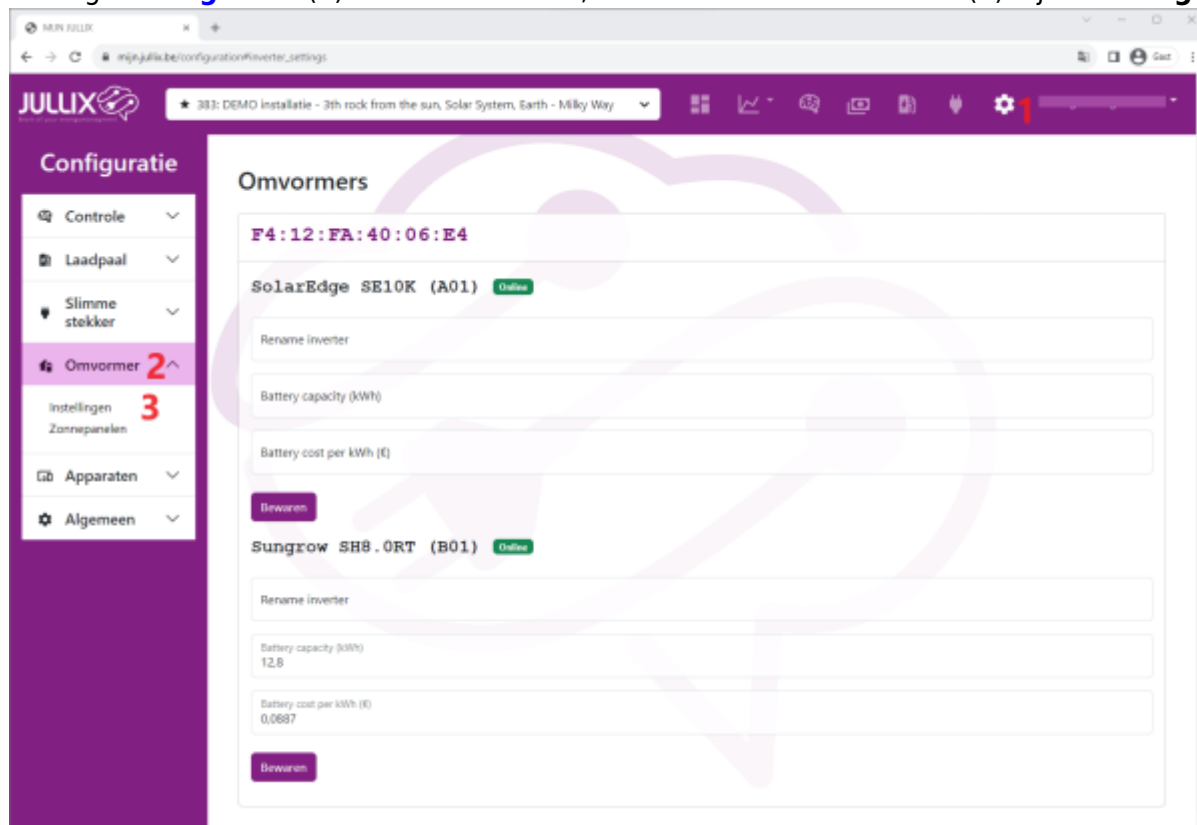 MIJN JULLIX
mijn.jullix.be/configuration#inverter_settings
Gast
JULLIX
★ 383: DEMO installatie - 3th rock from the sun, Solar System, Earth - Milky Way
1
Configuratie
Controle
Laadpaal
Slimme
stekker
Omvormer 2
Instellingen 3
Zonnepanelen
Apparaten
Algemeen
Omvormers
F4:12:FA:40:06:E4
SolarEdge SE10K (A01) Online
Rename inverter
Battery capacity (kWh)
Battery cost per kWh (€)
Bewaren
Sungrow SH8.0RT (B01) Online
Rename inverter
Battery capacity (kWh)
12,8
Battery cost per kWh (€)
0,0887
Bewaren